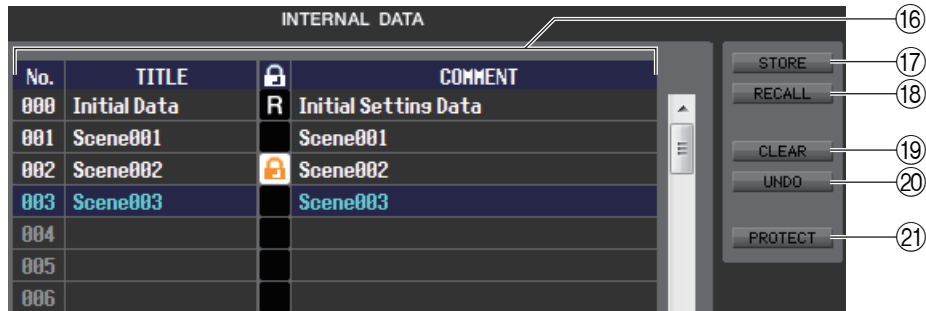 INTERNAL DATA
⑯
No. TITLE COMMENT
000 Initial Data R Initial Setting Data
001 Scene001 Scene001
002 Scene002 Scene002
003 Scene003 Scene003
004
005
006
STORE ⑰
RECALL ⑱
CLEAR ⑲
UNDO ⑳
PROTECT ㉑